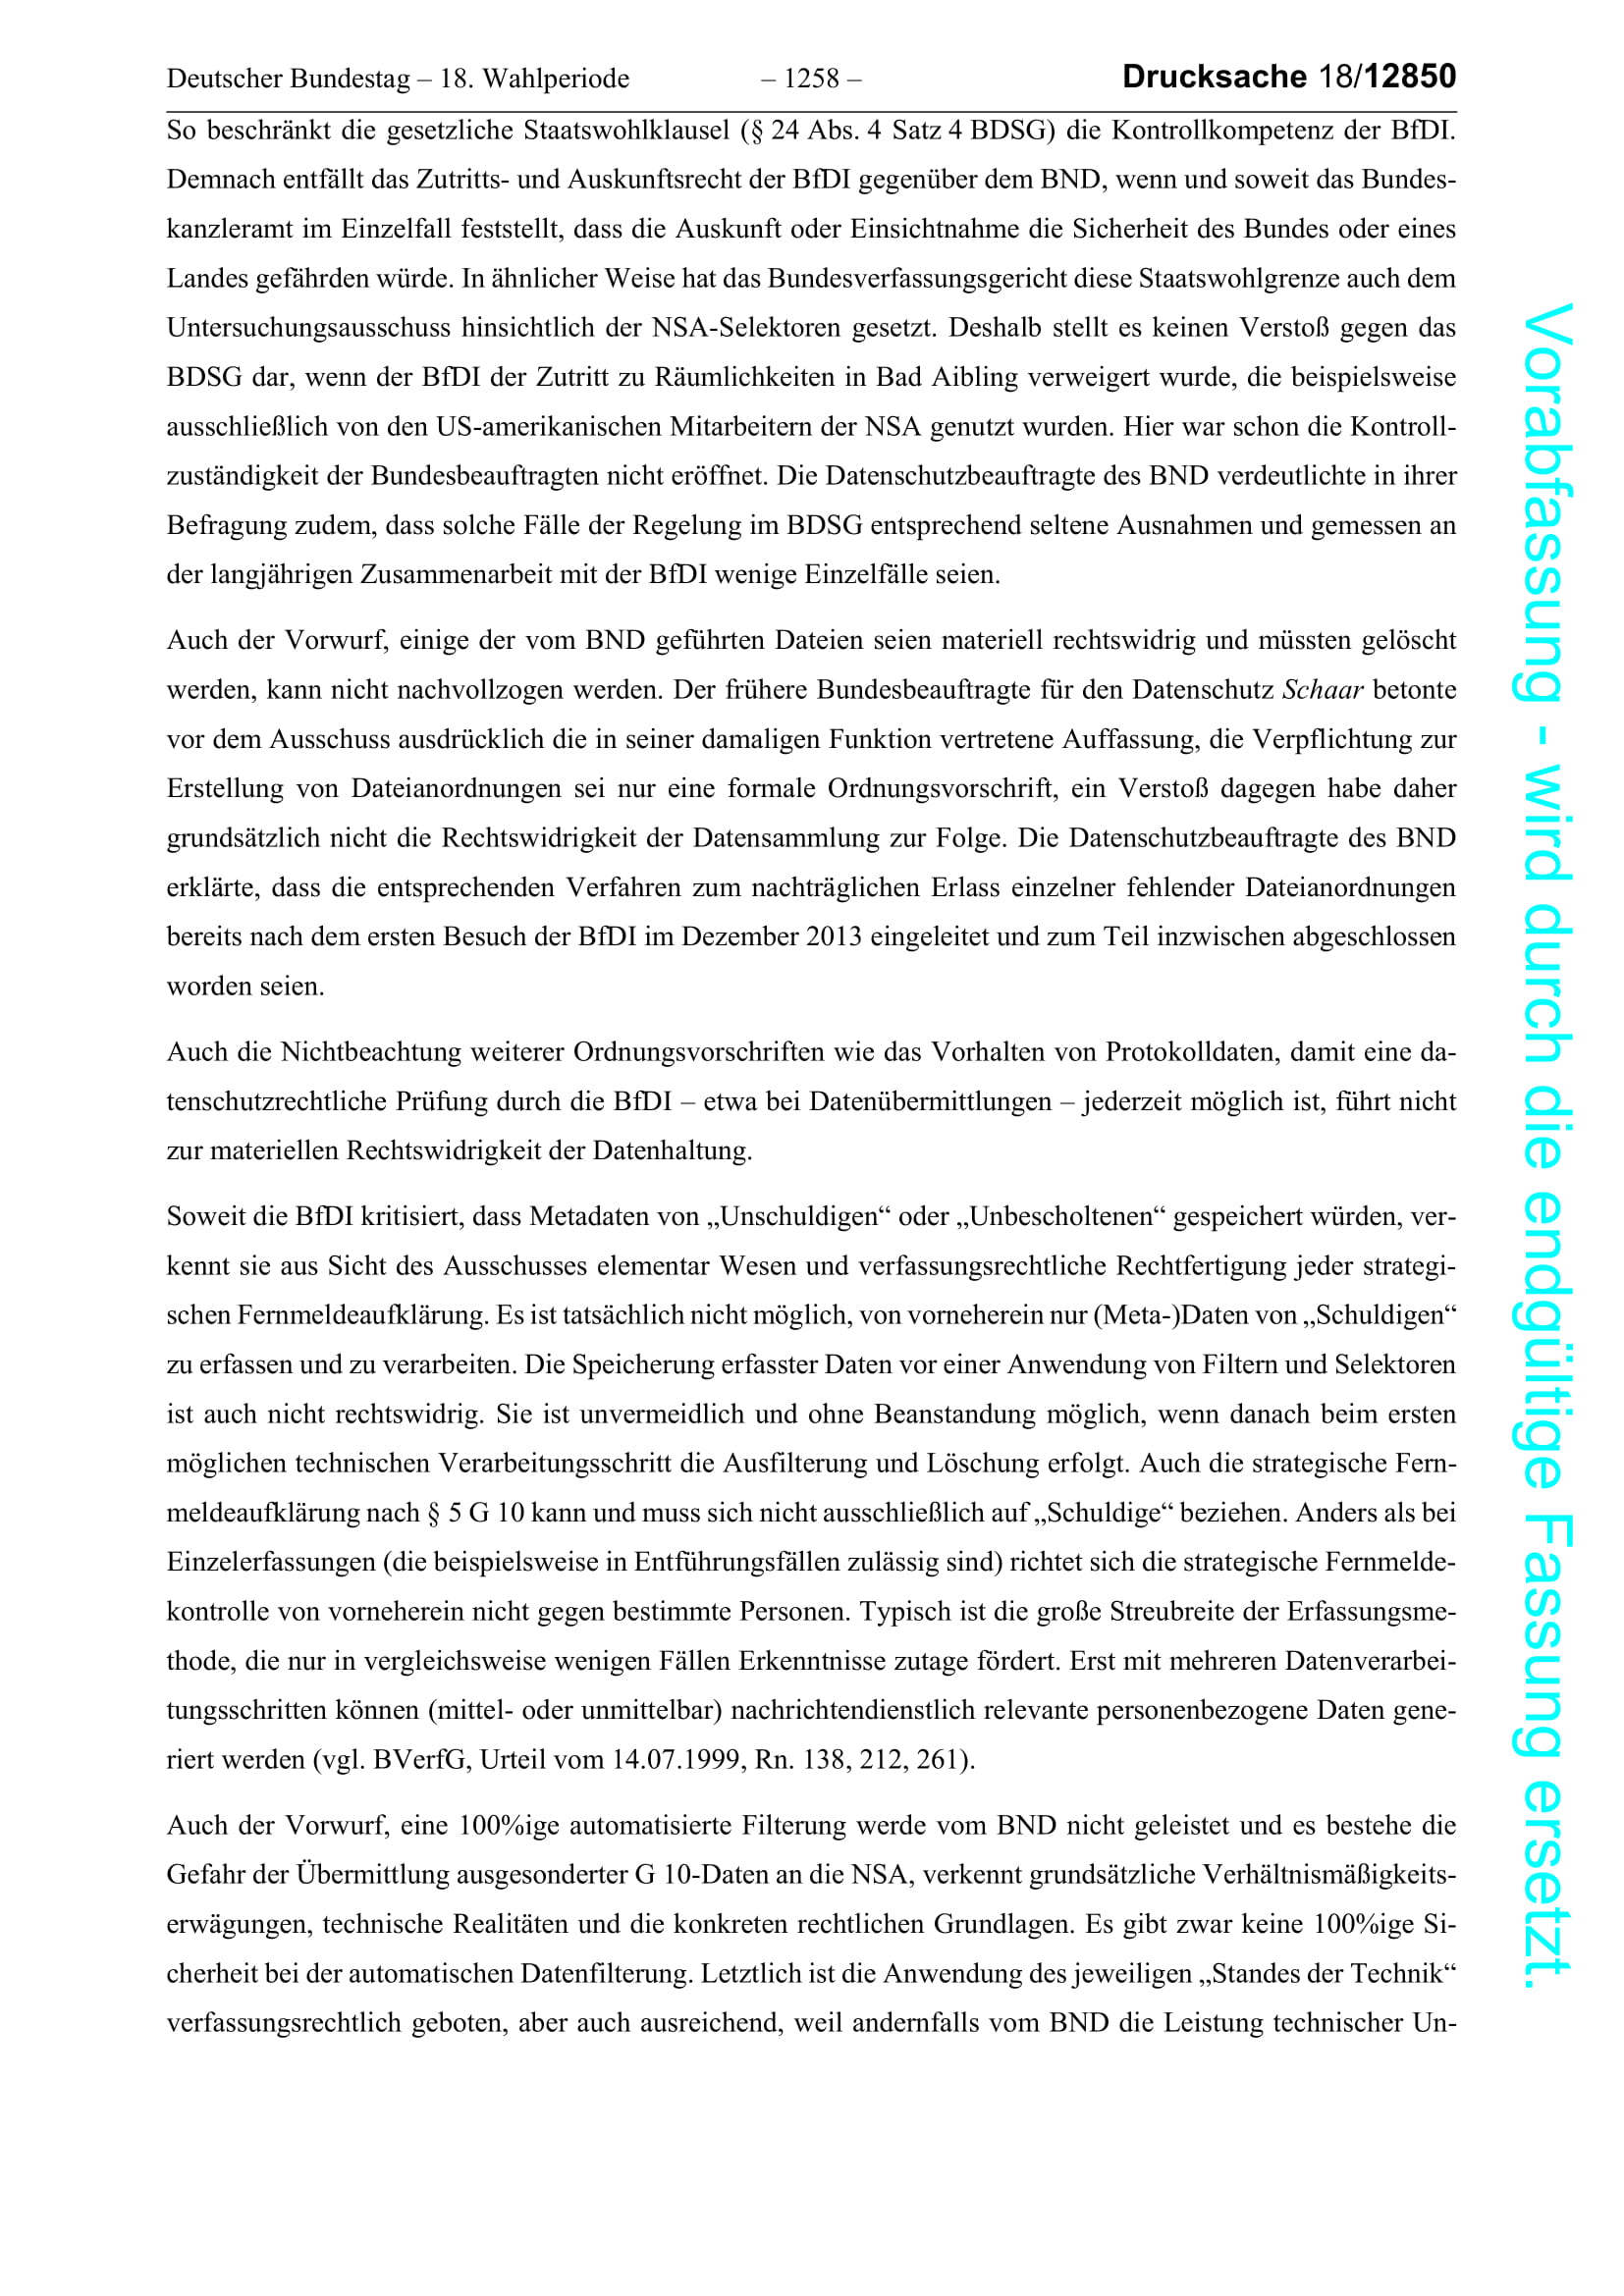 Deutscher Bundestag – 18. Wahlperiode – 1258 – Drucksache 18/12850
So beschränkt die gesetzliche Staatswohlklausel (§ 24 Abs. 4 Satz 4 BDSG) die Kontrollkompetenz der BfDI.
Demnach entfällt das Zutritts- und Auskunftsrecht der BfDI gegenüber dem BND, wenn und soweit das Bundes-
kanzleramt im Einzelfall feststellt, dass die Auskunft oder Einsichtnahme die Sicherheit des Bundes oder eines
Landes gefährden würde. In ähnlicher Weise hat das Bundesverfassungsgericht diese Staatswohlgrenze auch dem
Untersuchungsausschuss hinsichtlich der NSA-Selektoren gesetzt. Deshalb stellt es keinen Verstoß gegen das
BDSG dar, wenn der BfDI der Zutritt zu Räumlichkeiten in Bad Aibling verweigert wurde, die beispielsweise
ausschließlich von den US-amerikanischen Mitarbeitern der NSA genutzt wurden. Hier war schon die Kontroll-
zuständigkeit der Bundesbeauftragten nicht eröffnet. Die Datenschutzbeauftragte des BND verdeutlichte in ihrer
Befragung zudem, dass solche Fälle der Regelung im BDSG entsprechend seltene Ausnahmen und gemessen an
der langjährigen Zusammenarbeit mit der BfDI wenige Einzelfälle seien.
Auch der Vorwurf, einige der vom BND geführten Dateien seien materiell rechtswidrig und müssten gelöscht
werden, kann nicht nachvollzogen werden. Der frühere Bundesbeauftragte für den Datenschutz Schaar betonte
vor dem Ausschuss ausdrücklich die in seiner damaligen Funktion vertretene Auffassung, die Verpflichtung zur
Erstellung von Dateianordnungen sei nur eine formale Ordnungsvorschrift, ein Verstoß dagegen habe daher
grundsätzlich nicht die Rechtswidrigkeit der Datensammlung zur Folge. Die Datenschutzbeauftragte des BND
erklärte, dass die entsprechenden Verfahren zum nachträglichen Erlass einzelner fehlender Dateianordnungen
bereits nach dem ersten Besuch der BfDI im Dezember 2013 eingeleitet und zum Teil inzwischen abgeschlossen
worden seien.
Auch die Nichtbeachtung weiterer Ordnungsvorschriften wie das Vorhalten von Protokolldaten, damit eine da-
tenschutzrechtliche Prüfung durch die BfDI – etwa bei Datenübermittlungen – jederzeit möglich ist, führt nicht
zur materiellen Rechtswidrigkeit der Datenhaltung.
Soweit die BfDI kritisiert, dass Metadaten von „Unschuldigen“ oder „Unbescholtenen“ gespeichert würden, ver-
kennt sie aus Sicht des Ausschusses elementar Wesen und verfassungsrechtliche Rechtfertigung jeder strategi-
schen Fernmeldeaufklärung. Es ist tatsächlich nicht möglich, von vorneherein nur (Meta-)Daten von „Schuldigen“
zu erfassen und zu verarbeiten. Die Speicherung erfasster Daten vor einer Anwendung von Filtern und Selektoren
ist auch nicht rechtswidrig. Sie ist unvermeidlich und ohne Beanstandung möglich, wenn danach beim ersten
möglichen technischen Verarbeitungsschritt die Ausfilterung und Löschung erfolgt. Auch die strategische Fern-
meldeaufklärung nach § 5 G 10 kann und muss sich nicht ausschließlich auf „Schuldige“ beziehen. Anders als bei
Einzelerfassungen (die beispielsweise in Entführungsfällen zulässig sind) richtet sich die strategische Fernmelde-
kontrolle von vorneherein nicht gegen bestimmte Personen. Typisch ist die große Streubreite der Erfassungsme-
thode, die nur in vergleichsweise wenigen Fällen Erkenntnisse zutage fördert. Erst mit mehreren Datenverarbei-
tungsschritten können (mittel- oder unmittelbar) nachrichtendienstlich relevante personenbezogene Daten gene-
riert werden (vgl. BVerfG, Urteil vom 14.07.1999, Rn. 138, 212, 261).
Auch der Vorwurf, eine 100%ige automatisierte Filterung werde vom BND nicht geleistet und es bestehe die
Gefahr der Übermittlung ausgesonderter G 10-Daten an die NSA, verkennt grundsätzliche Verhältnismäßigkeits-
erwägungen, technische Realitäten und die konkreten rechtlichen Grundlagen. Es gibt zwar keine 100%ige Si-
cherheit bei der automatischen Datenfilterung. Letztlich ist die Anwendung des jeweiligen „Standes der Technik“
verfassungsrechtlich geboten, aber auch ausreichend, weil andernfalls vom BND die Leistung technischer Un-
Vorabfassung - wird durch die endgültige Fassung ersetzt.